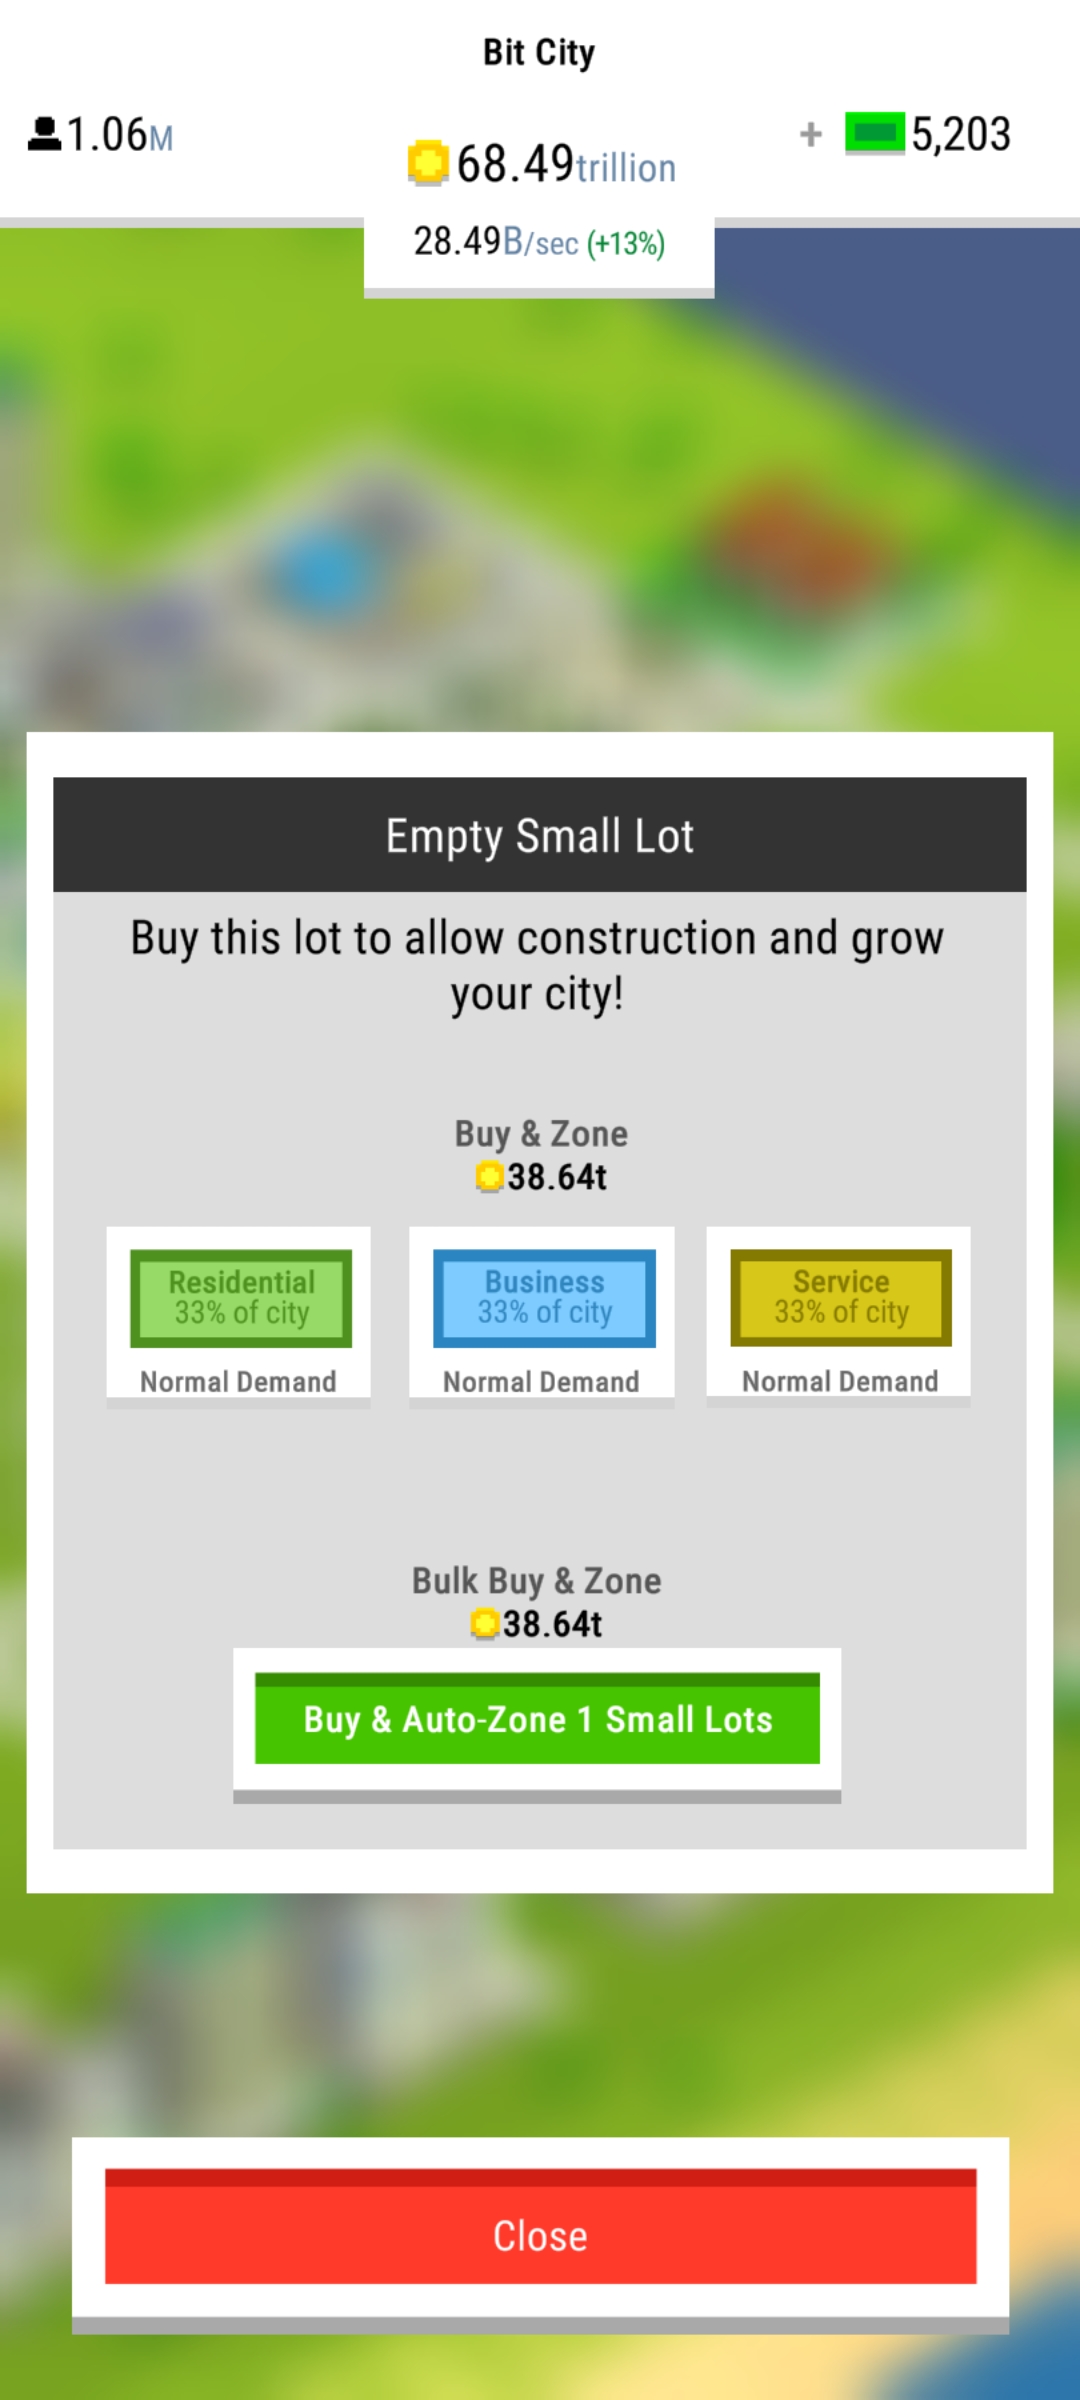 Bit City
1.06M
68.49trillion
+ 5,203
28.49B/sec (+13%)
Empty Small Lot
Buy this lot to allow construction and grow
your city!
Buy & Zone
38.64t
Residential
33% of city
Normal Demand
Business
33% of city
Normal Demand
Service
33% of city
Normal Demand
Bulk Buy & Zone
38.64t
Buy & Auto-Zone 1 Small Lots
Close